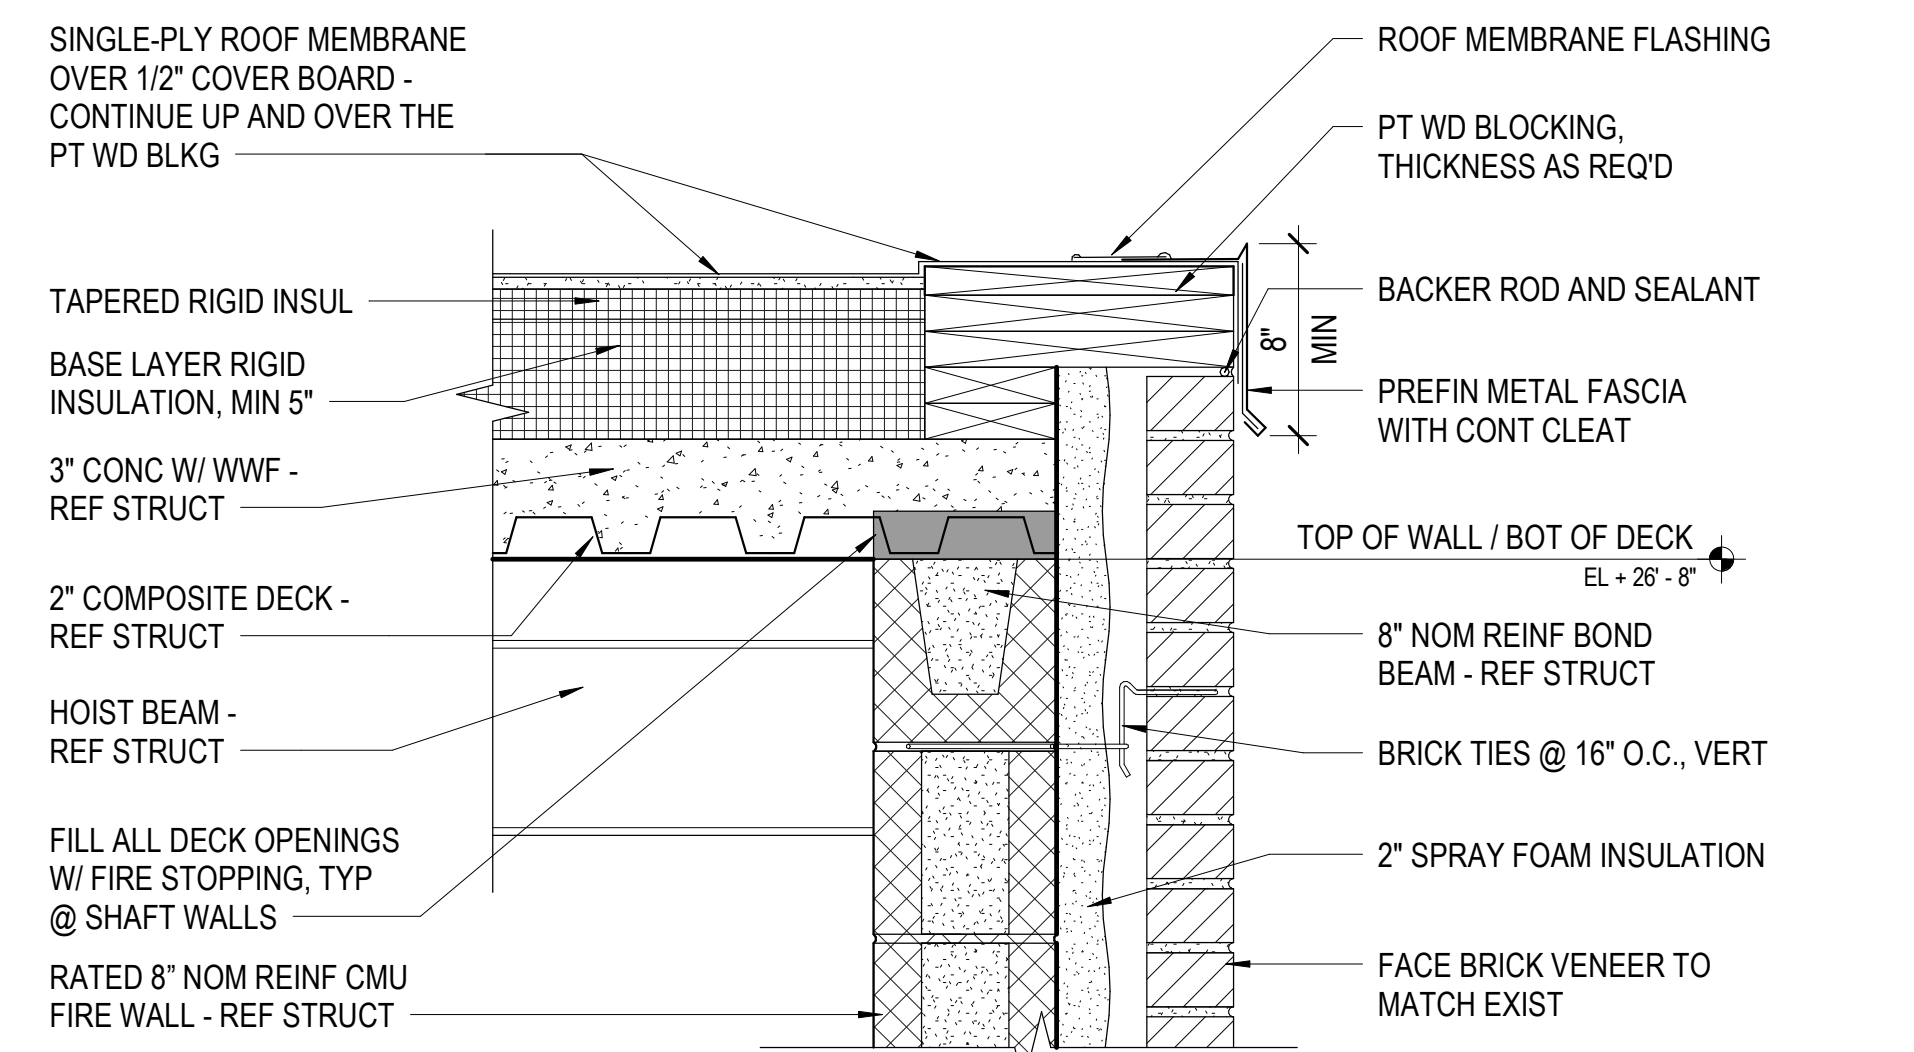 SINGLE-PLY ROOF MEMBRANE
OVER 1/2" COVER BOARD -
CONTINUE UP AND OVER THE
PT WD BLKG
TAPERED RIGID INSUL
BASE LAYER RIGID
INSULATION, MIN 5"
3" CONC W/ WWF -
REF STRUCT
2" COMPOSITE DECK -
REF STRUCT
HOIST BEAM -
REF STRUCT
FILL ALL DECK OPENINGS
W/ FIRE STOPPING, TYP
@ SHAFT WALLS
RATED 8” NOM REINF CMU
FIRE WALL - REF STRUCT
ROOF MEMBRANE FLASHING
PT WD BLOCKING,
THICKNESS AS REQ'D
BACKER ROD AND SEALANT
8"
MIN
PREFIN METAL FASCIA
WITH CONT CLEAT
TOP OF WALL / BOT OF DECK
EL + 26' - 8"
8" NOM REINF BOND
BEAM - REF STRUCT
BRICK TIES @ 16" O.C., VERT
2" SPRAY FOAM INSULATION
FACE BRICK VENEER TO
MATCH EXIST